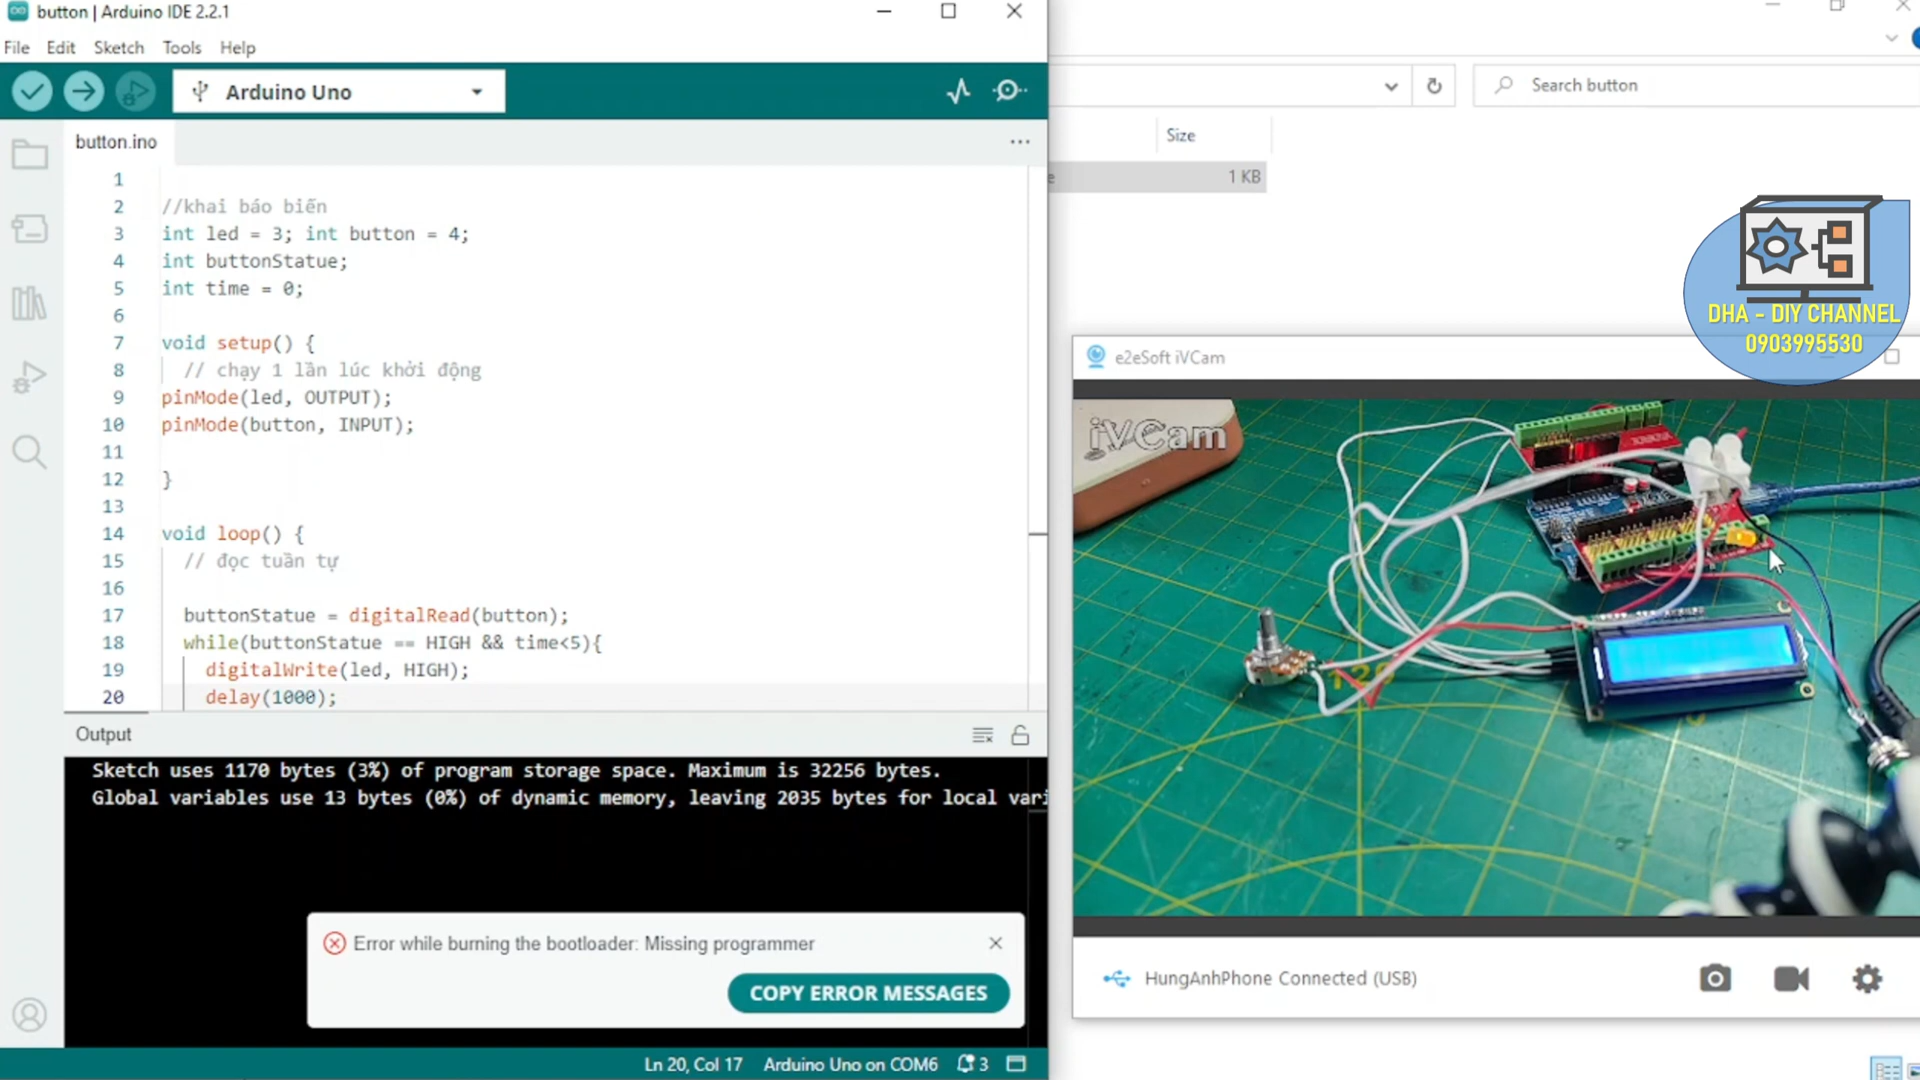 button | Arduino IDE 2.2.1
File Edit Sketch Tools Help
Arduino Uno
button.ino
1
2 //khai báo biến
3 int led = 3; int button = 4;
4 int buttonStatue;
5 int time = 0;
6
7 void setup() {
8 // chạy 1 lần lúc khởi động
9 pinMode(led, OUTPUT);
10 pinMode(button, INPUT);
11
12 }
13
14 void loop() {
15 // đọc tuần tự
16
17 buttonStatue = digitalRead(button);
18 while(buttonStatue == HIGH && time<5){
19 digitalWrite(led, HIGH);
20 delay(1000);
Output
Sketch uses 1170 bytes (3%) of program storage space. Maximum is 32256 bytes.
Global variables use 13 bytes (0%) of dynamic memory, leaving 2035 bytes for local vari
Error while burning the bootloader: Missing programmer
COPY ERROR MESSAGES
Ln 20, Col 17 Arduino Uno on COM6 3
Search button
Size
e 1 KB
DHA - DIY CHANNEL
0903995530
e2eSoft iVCam
iVCam
HungAnhPhone Connected (USB)